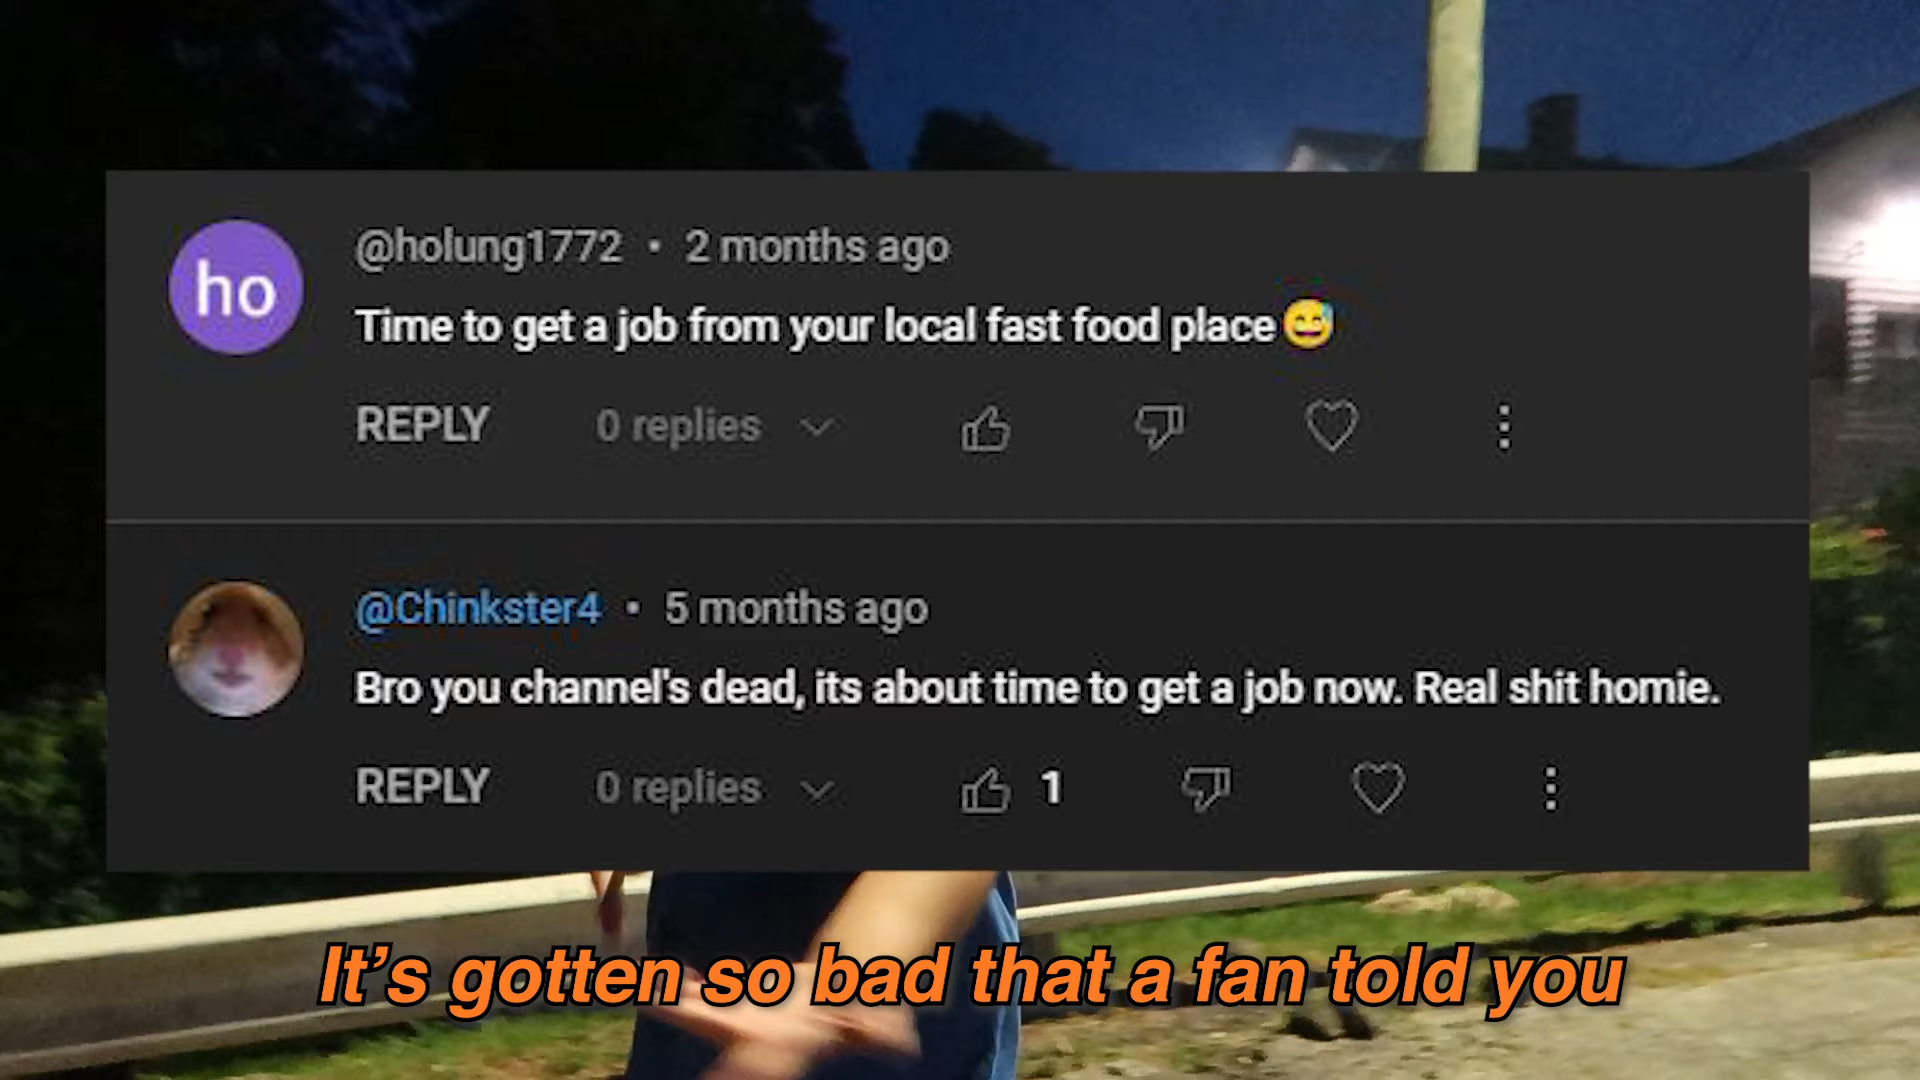 ho
@holung1772 • 2 months ago
Time to get a job from your local fast food place😅
REPLY 0 replies
@Chinkster4 • 5 months ago
Bro you channel's dead, its about time to get a job now. Real shit homie.
REPLY 0 replies 1
It’s gotten so bad that a fan told you